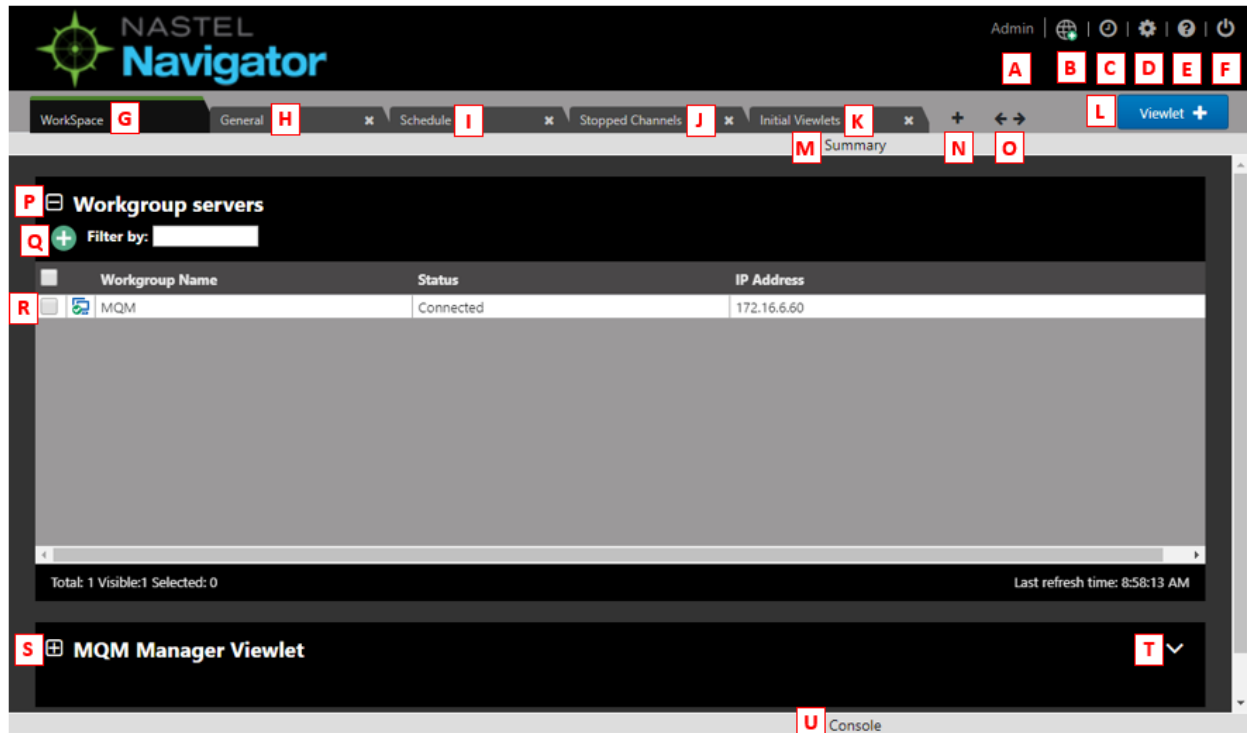 NASTEL
Navigator
Admin
A B C D E F
WorkSpace G General H Schedule I Stopped Channels J Initial Viewlets K L Viewlet
M Summary N O
P Workgroup servers
Q Filter by:
Workgroup Name Status IP Address
R MQM Connected 172.16.6.60
Total: 1 Visible:1 Selected: 0 Last refresh time: 8:58:13 AM
S MQM Manager Viewlet T
U Console